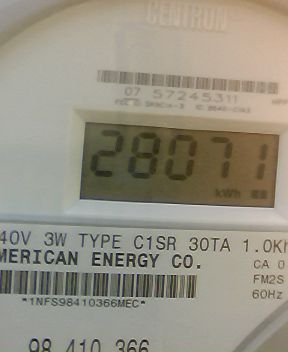 CENTRON
07 57245311
28071
kWh
40V 3W TYPE C1SR 30TA 1.0Kh
MERICAN ENERGY CO.
CA 0
FM2S
*1NFS98410366MEC*
60Hz
98 410 366